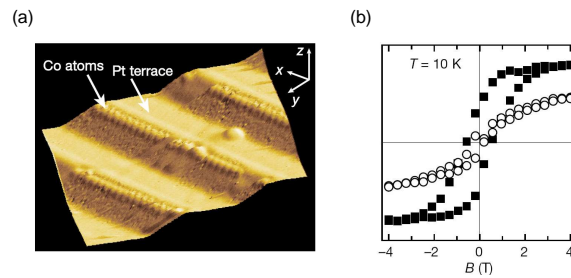 (a)
(b)
Co atoms
Pt terrace
z
x
y
T = 10 K
−4 −2 0 2 4
B (T)